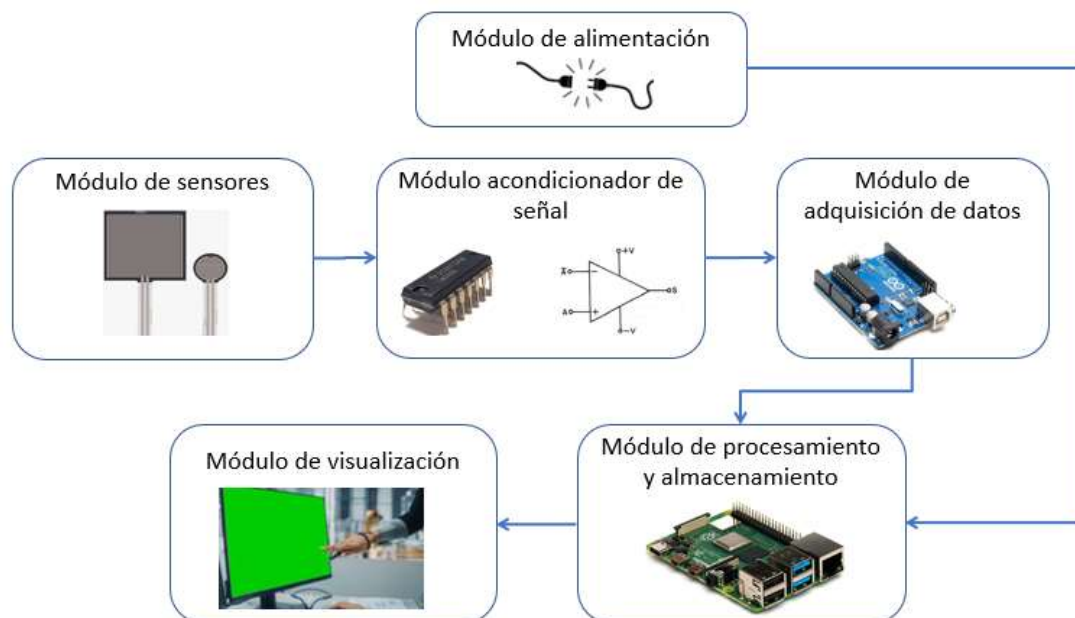 Módulo de alimentación
Módulo de sensores
Módulo acondicionador de
señal
+V
A
−
A
+
S
−V
Módulo de
adquisición de datos
Módulo de visualización
Módulo de procesamiento
y almacenamiento